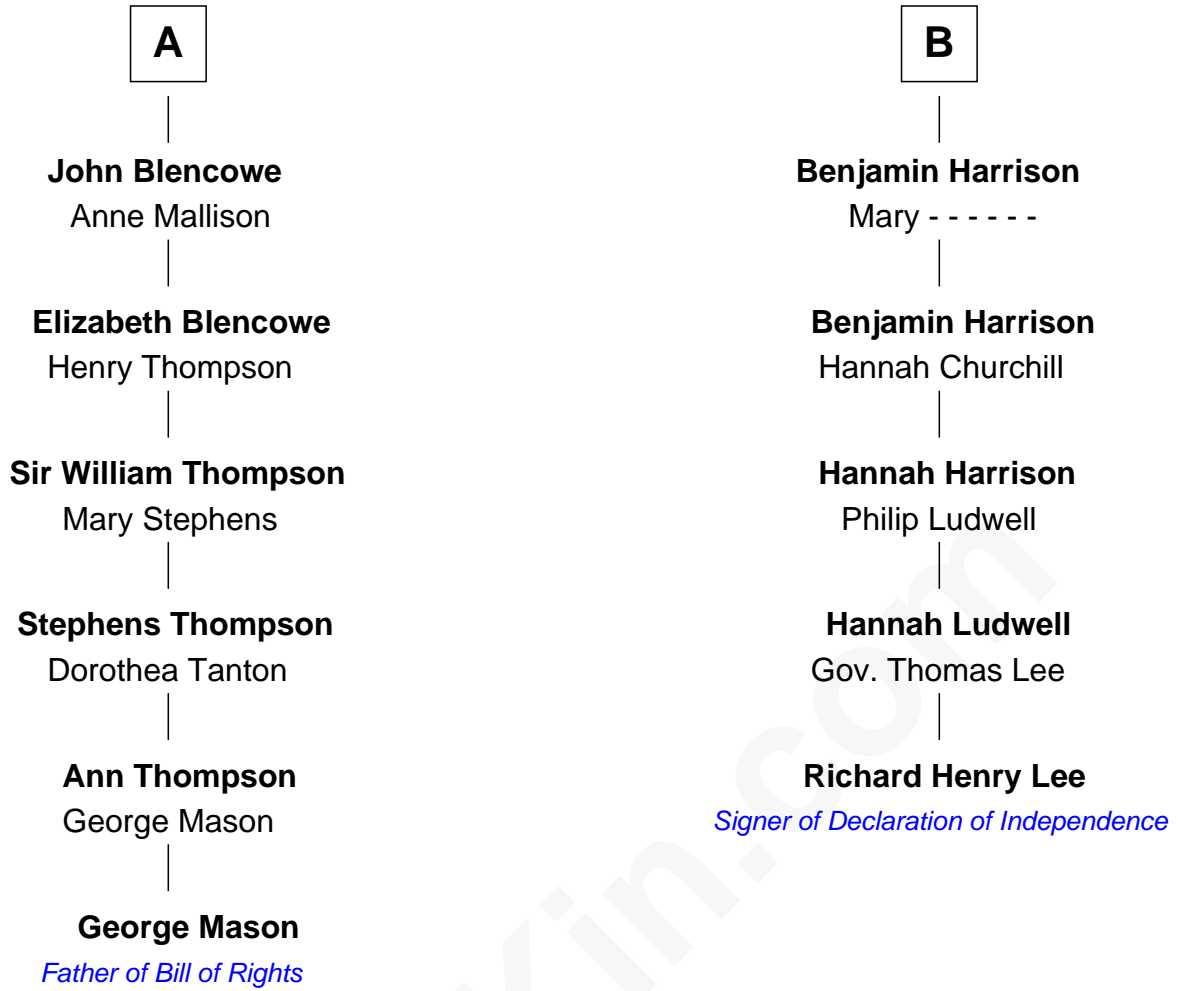 A
John Blencowe
Anne Mallison
Elizabeth Blencowe
Henry Thompson
Sir William Thompson
Mary Stephens
Stephens Thompson
Dorothea Tanton
Ann Thompson
George Mason
George Mason
Father of Bill of Rights
B
Benjamin Harrison
Mary - - - - - -
Benjamin Harrison
Hannah Churchill
Hannah Harrison
Philip Ludwell
Hannah Ludwell
Gov. Thomas Lee
Richard Henry Lee
Signer of Declaration of Independence